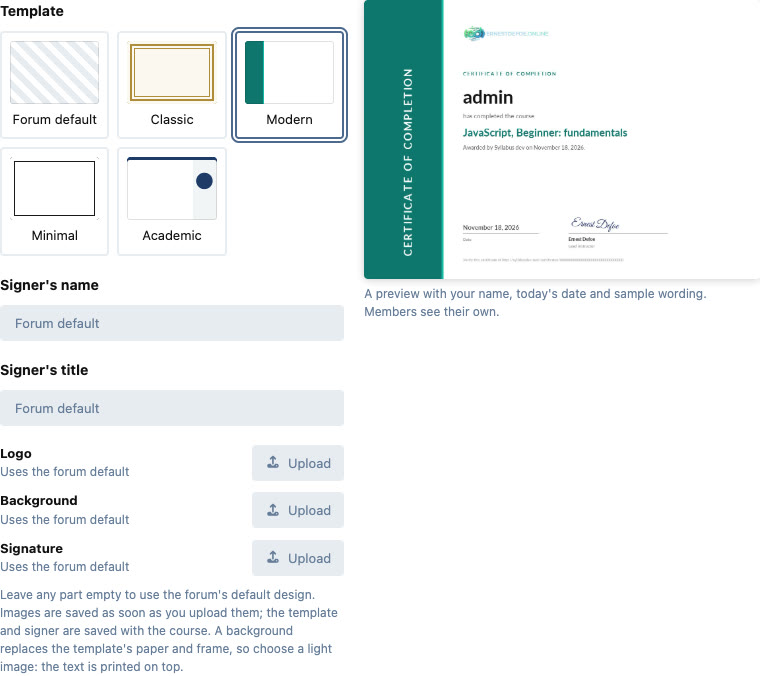 Template
Forum default
Classic
Modern
Minimal
Academic
Signer's name
Forum default
Signer's title
Forum default
Logo
Uses the forum default
Upload
Background
Uses the forum default
Upload
Signature
Uses the forum default
Upload
Leave any part empty to use the forum's default design.
Images are saved as soon as you upload them; the template
and signer are saved with the course. A background
replaces the template's paper and frame, so choose a light
image: the text is printed on top.
CERTIFICATE OF COMPLETION
CERTIFICATE OF COMPLETION
admin
has completed the course
JavaScript, Beginner: fundamentals
Awarded by Syllabus dev on November 18, 2026.
November 18, 2026
Date
Ernest Defoe
Ernest Defoe
A preview with your name, today's date and sample wording.
Members see their own.